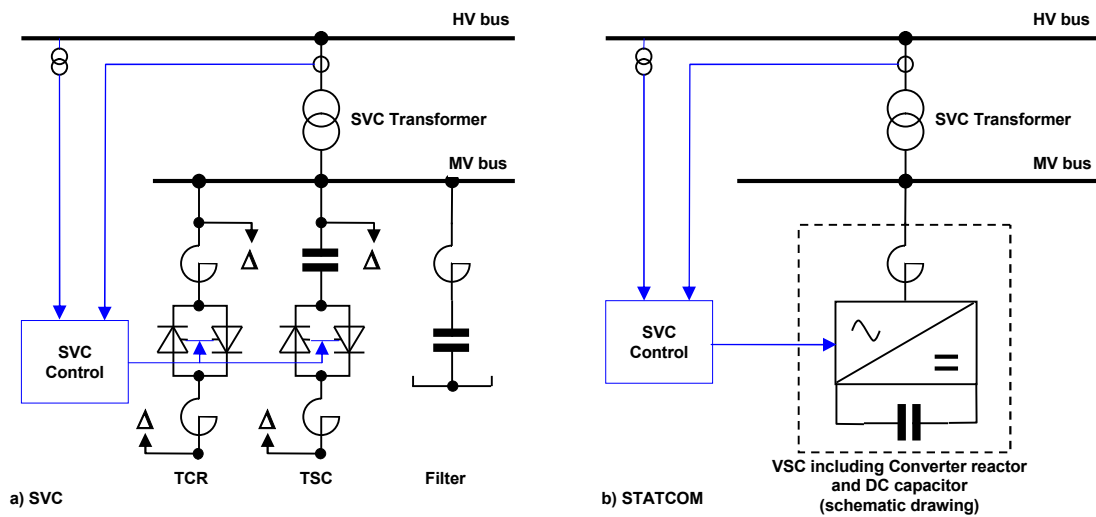 HV bus
SVC Transformer
MV bus
Δ
Δ
SVC
Control
Δ
Δ
TCR
TSC
Filter
a) SVC
HV bus
SVC Transformer
MV bus
SVC
Control
VSC including Converter reactor
and DC capacitor
(schematic drawing)
b) STATCOM